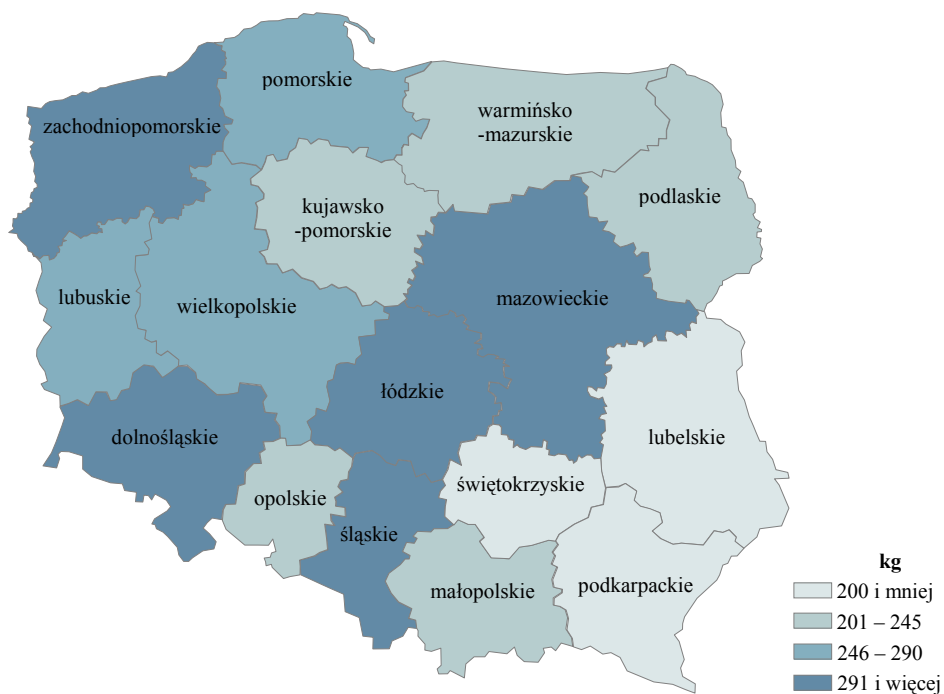 pomorskie
zachodniopomorskie
warmińsko
-mazurskie
podlaskie
kujawsko
-pomorskie
lubuskie
wielkopolskie
mazowieckie
łódzkie
dolnośląskie
lubelskie
opolskie
świętokrzyskie
śląskie
małopolskie
podkarpackie
kg
200 i mniej
201 – 245
246 – 290
291 i więcej